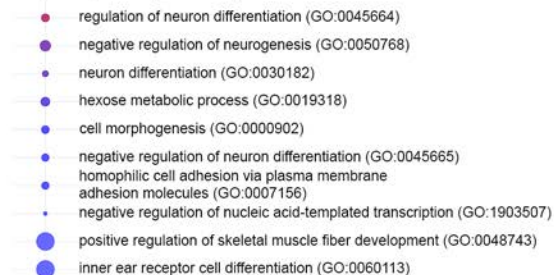 regulation of neuron differentiation (GO:0045664)
negative regulation of neurogenesis (GO:0050768)
neuron differentiation (GO:0030182)
hexose metabolic process (GO:0019318)
cell morphogenesis (GO:0000902)
negative regulation of neuron differentiation (GO:0045665)
homophilic cell adhesion via plasma membrane
adhesion molecules (GO:0007156)
negative regulation of nucleic acid-templated transcription (GO:1903507)
positive regulation of skeletal muscle fiber development (GO:0048743)
inner ear receptor cell differentiation (GO:0060113)